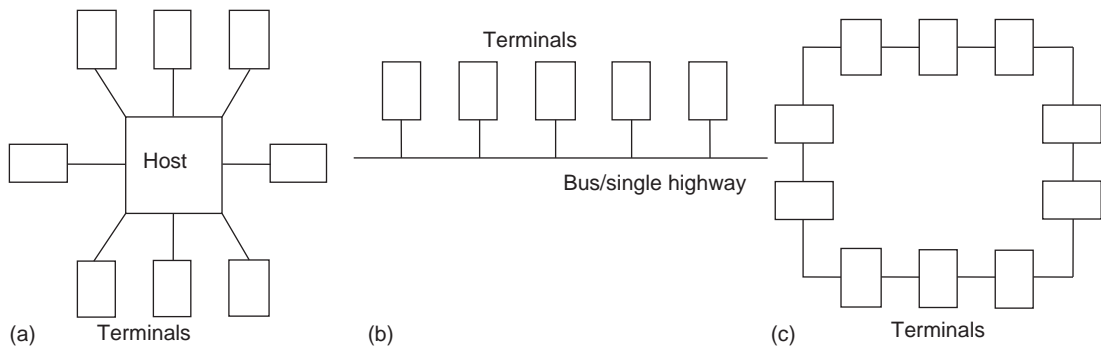 Host
(a)
Terminals
Terminals
Bus/single highway
(b)
(c)
Terminals